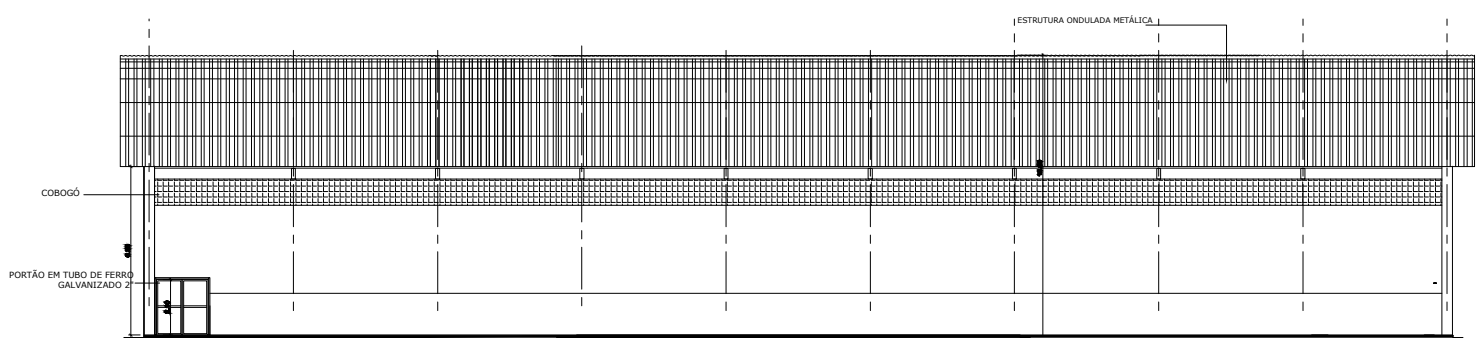 ESTRUTURA ONDULADA METÁLICA
COBOGÓ
PORTÃO EM TUBO DE FERRO
GALVANIZADO 2"